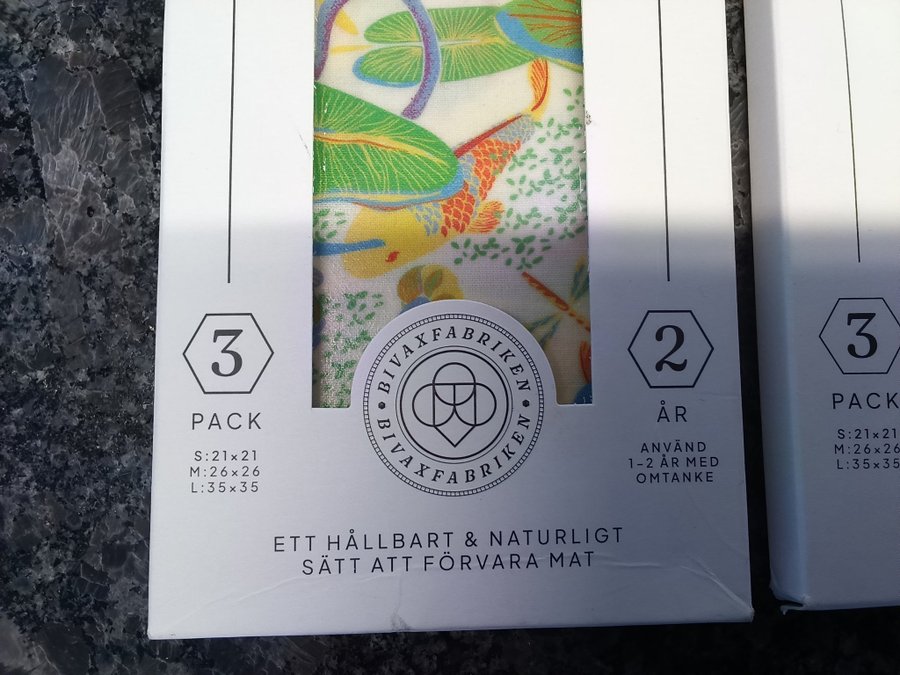 3
PACK
S:21×21
M:26×26
L:35×35
• BIVAXFABRIKEN •
BIVAXFABRIKEN
2
ÅR
ANVÄND
1–2 ÅR MED
OMTANKE
ETT HÅLLBART & NATURLIGT
SÄTT ATT FÖRVARA MAT
3
PACK
S:21×21
M:26×26
L:35×35